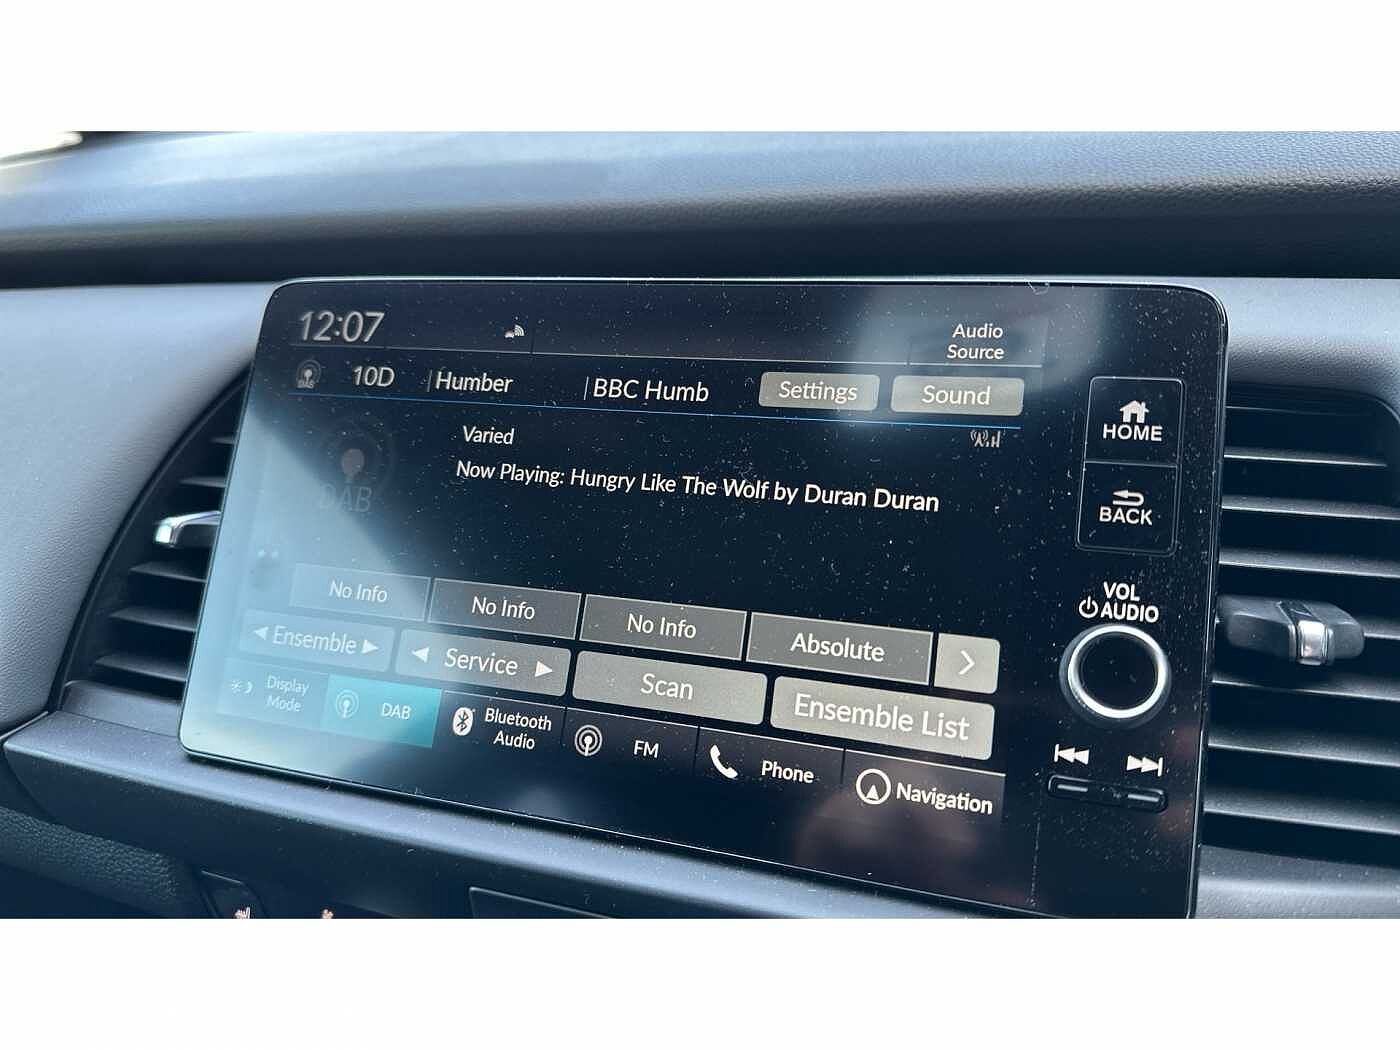 12:07
Audio
Source
DAB
10D
Humber
BBC Humb
Settings
Sound
Varied
Now Playing: Hungry Like The Wolf by Duran Duran
DAB
No Info
No Info
No Info
Absolute
Ensemble
Service
Scan
Ensemble List
Display
Mode
DAB
Bluetooth
Audio
FM
Phone
Navigation
HOME
BACK
VOL
AUDIO